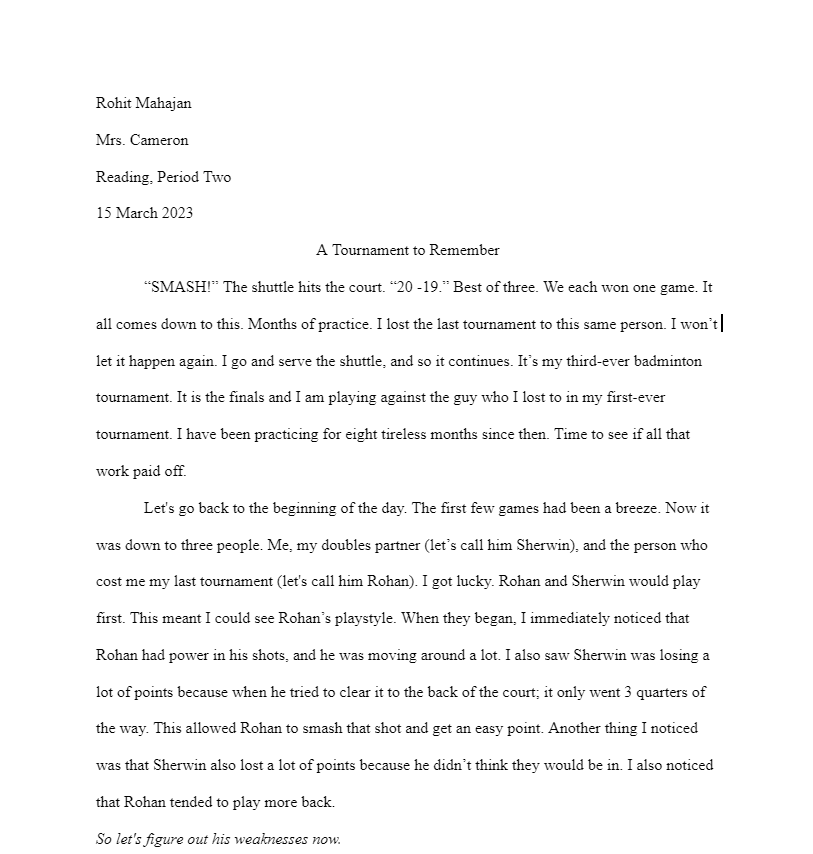 Rohit Mahajan
Mrs. Cameron
Reading, Period Two
15 March 2023
A Tournament to Remember
“SMASH!” The shuttle hits the court. “20 -19.” Best of three. We each won one game. It
all comes down to this. Months of practice. I lost the last tournament to this same person. I won’t
let it happen again. I go and serve the shuttle, and so it continues. It’s my third-ever badminton
tournament. It is the finals and I am playing against the guy who I lost to in my first-ever
tournament. I have been practicing for eight tireless months since then. Time to see if all that
work paid off.
Let's go back to the beginning of the day. The first few games had been a breeze. Now it
was down to three people. Me, my doubles partner (let’s call him Sherwin), and the person who
cost me my last tournament (let's call him Rohan). I got lucky. Rohan and Sherwin would play
first. This meant I could see Rohan’s playstyle. When they began, I immediately noticed that
Rohan had power in his shots, and he was moving around a lot. I also saw Sherwin was losing a
lot of points because when he tried to clear it to the back of the court; it only went 3 quarters of
the way. This allowed Rohan to smash that shot and get an easy point. Another thing I noticed
was that Sherwin also lost a lot of points because he didn’t think they would be in. I also noticed
that Rohan tended to play more back.
So let's figure out his weaknesses now.